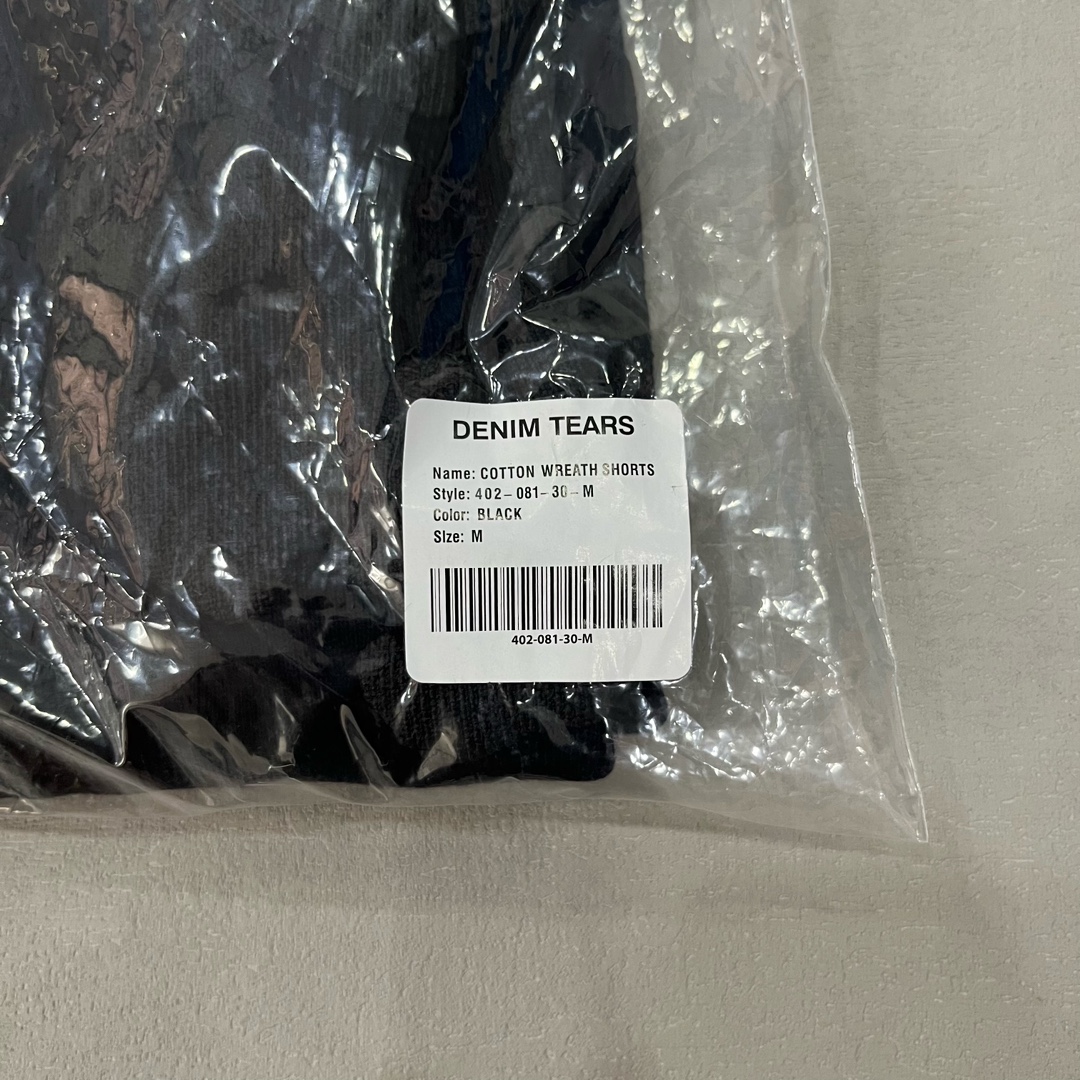 DENIM TEARS
Name: COTTON WREATH SHORTS
Style: 402-081-30-M
Color: BLACK
Size: M
402-081-30-M